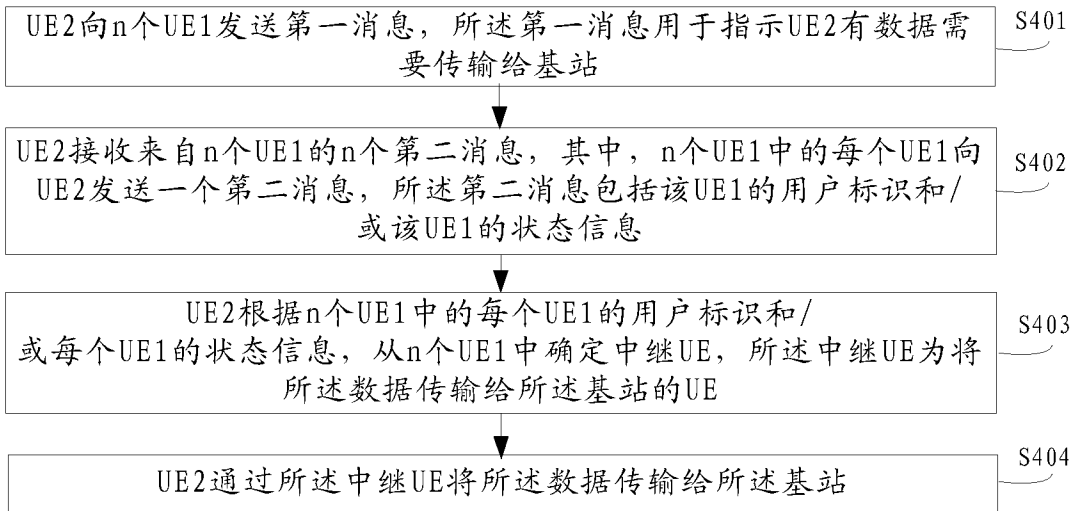 UE2向n个UE1发送第一消息，所述第一消息用于指示UE2有数据需
要传输给基站
S401
UE2接收来自n个UE1的n个第二消息，其中，n个UE1中的每个UE1向
UE2发送一个第二消息，所述第二消息包括该UE1的用户标识和/
或该UE1的状态信息
S402
UE2根据n个UE1中的每个UE1的用户标识和/
或每个UE1的状态信息，从n个UE1中确定中继UE，所述中继UE为将
所述数据传输给所述基站的UE
S403
UE2通过所述中继UE将所述数据传输给所述基站
S404